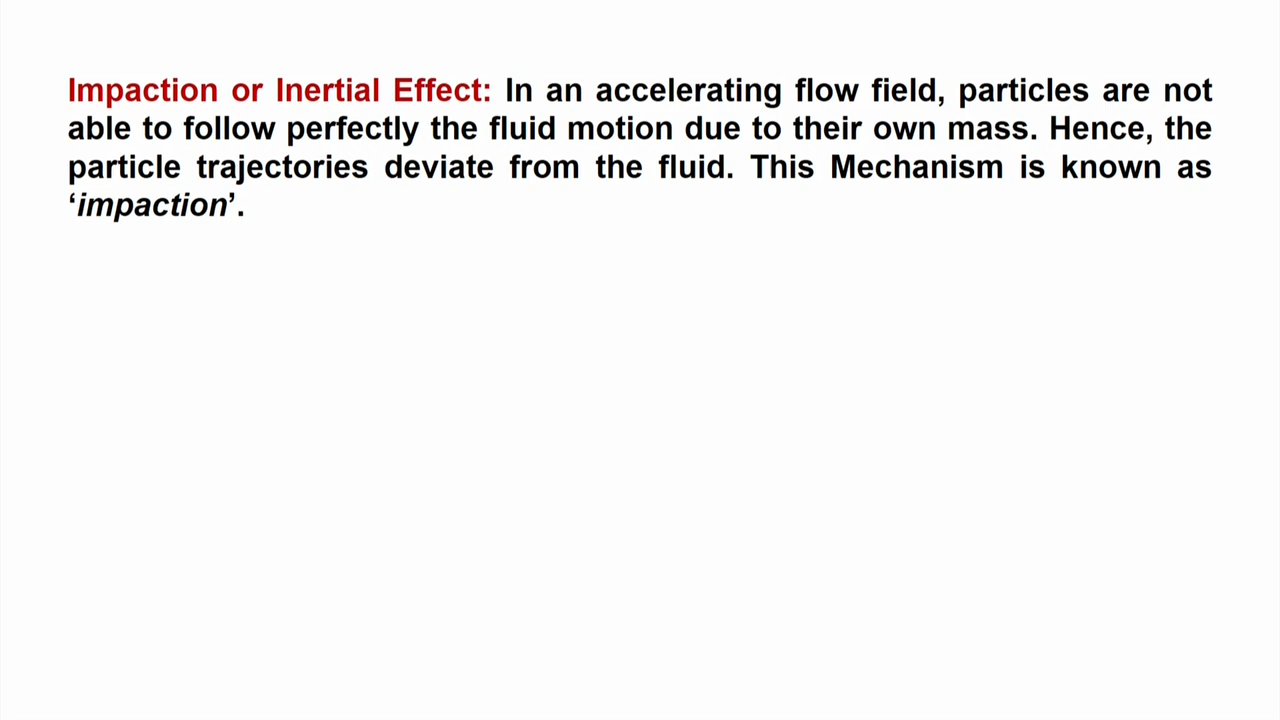 Impaction or Inertial Effect: In an accelerating flow field, particles are not
able to follow perfectly the fluid motion due to their own mass. Hence, the
particle trajectories deviate from the fluid. This Mechanism is known as
‘impaction’.